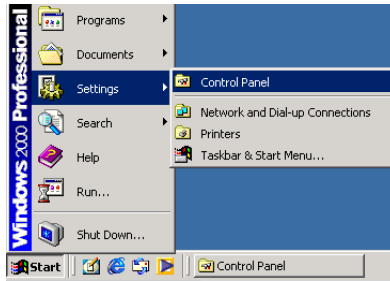 Windows 2000 Professional
Programs
Documents
Settings
Search
Help
Run...
Shut Down...
Control Panel
Network and Dial-up Connections
Printers
Taskbar & Start Menu...
Start
Control Panel